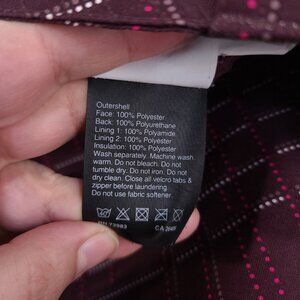 Outershell
Face: 100% Polyester
Back: 100% Polyurethane
Lining 1: 100% Polyamide
Lining 2: 100% Polyester
Insulation: 100% Polyester
Wash separately. Machine wash
warm. Do not bleach. Do not
tumble dry. Do not iron. Do not
dry clean. Close all velcro tabs &
zipper before laundering
Do not use fabric softener.
RN 79983